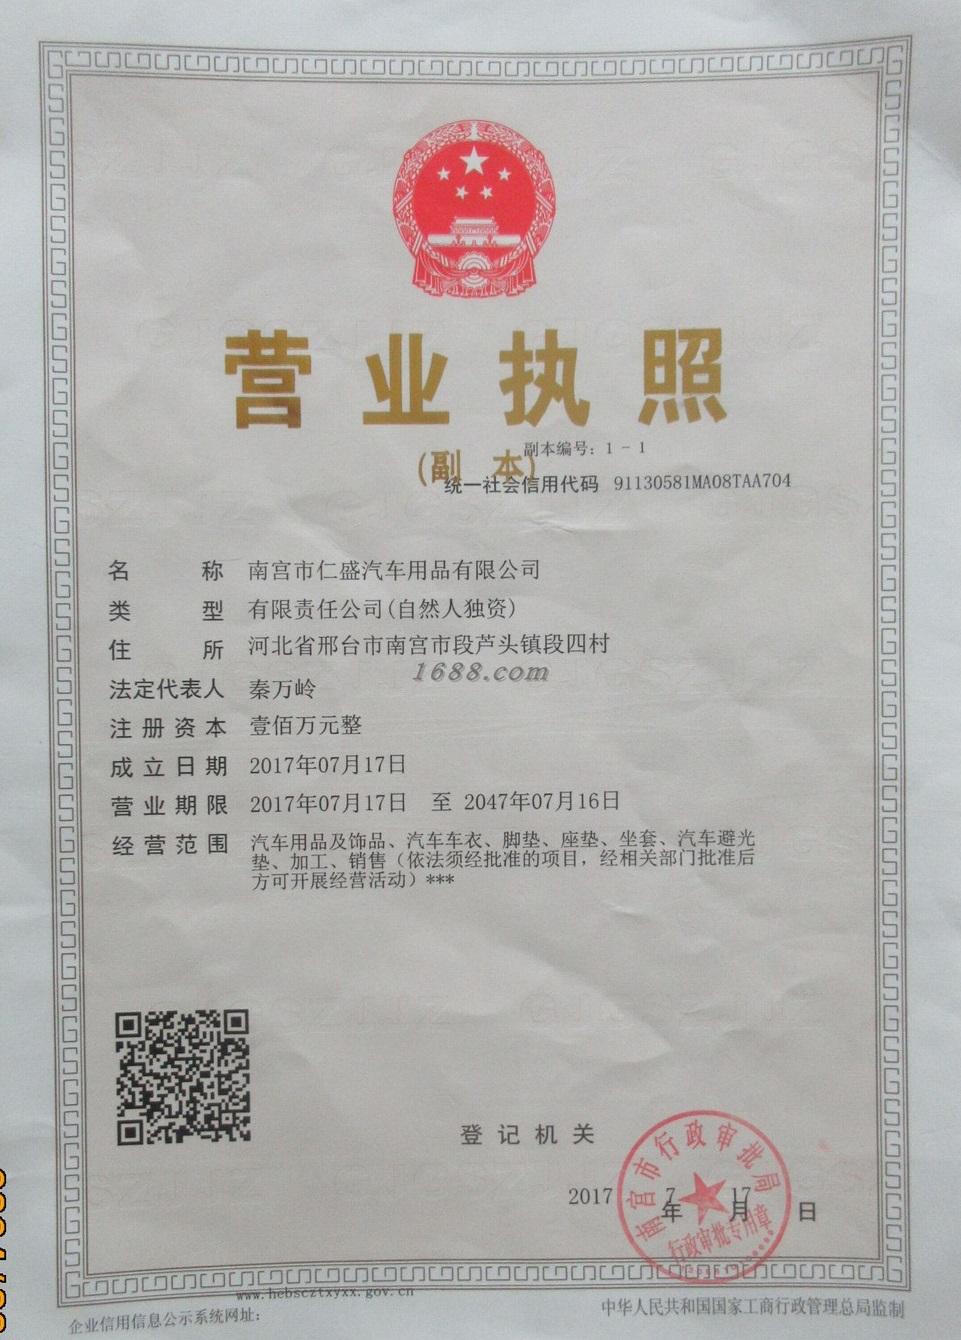 营业执照
(副 本)
副本编号：1-1
统一社会信用代码 91130581MA08TAA704
名 称 南宫市仁盛汽车用品有限公司
类 型 有限责任公司(自然人独资)
住 所 河北省邢台市南宫市段芦头镇段四村
1688.com
法定代表人 秦万岭
注册资本 壹佰万元整
成立日期 2017年07月17日
营业期限 2017年07月17日 至 2047年07月16日
经营范围 汽车用品及饰品、汽车车衣、脚垫、座垫、坐套、汽车避光
垫、加工、销售（依法须经批准的项目，经相关部门批准后
方可开展经营活动）***
登记机关
南宫市行政审批局
行政审批专用章
2017年7月17日
www.hebscztxyxx.gov.cn
企业信用信息公示系统网址：
中华人民共和国国家工商行政管理总局监制